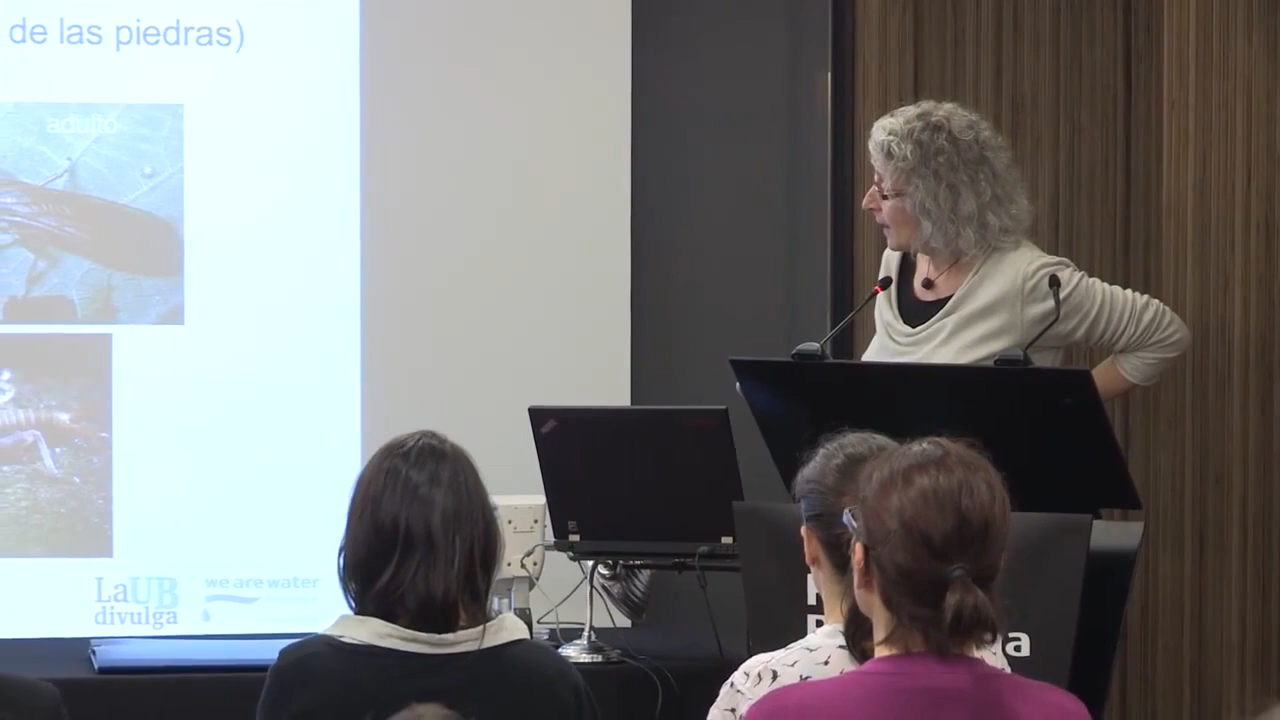 de las piedras)
adulto
LaUB
divulga
we are water
a